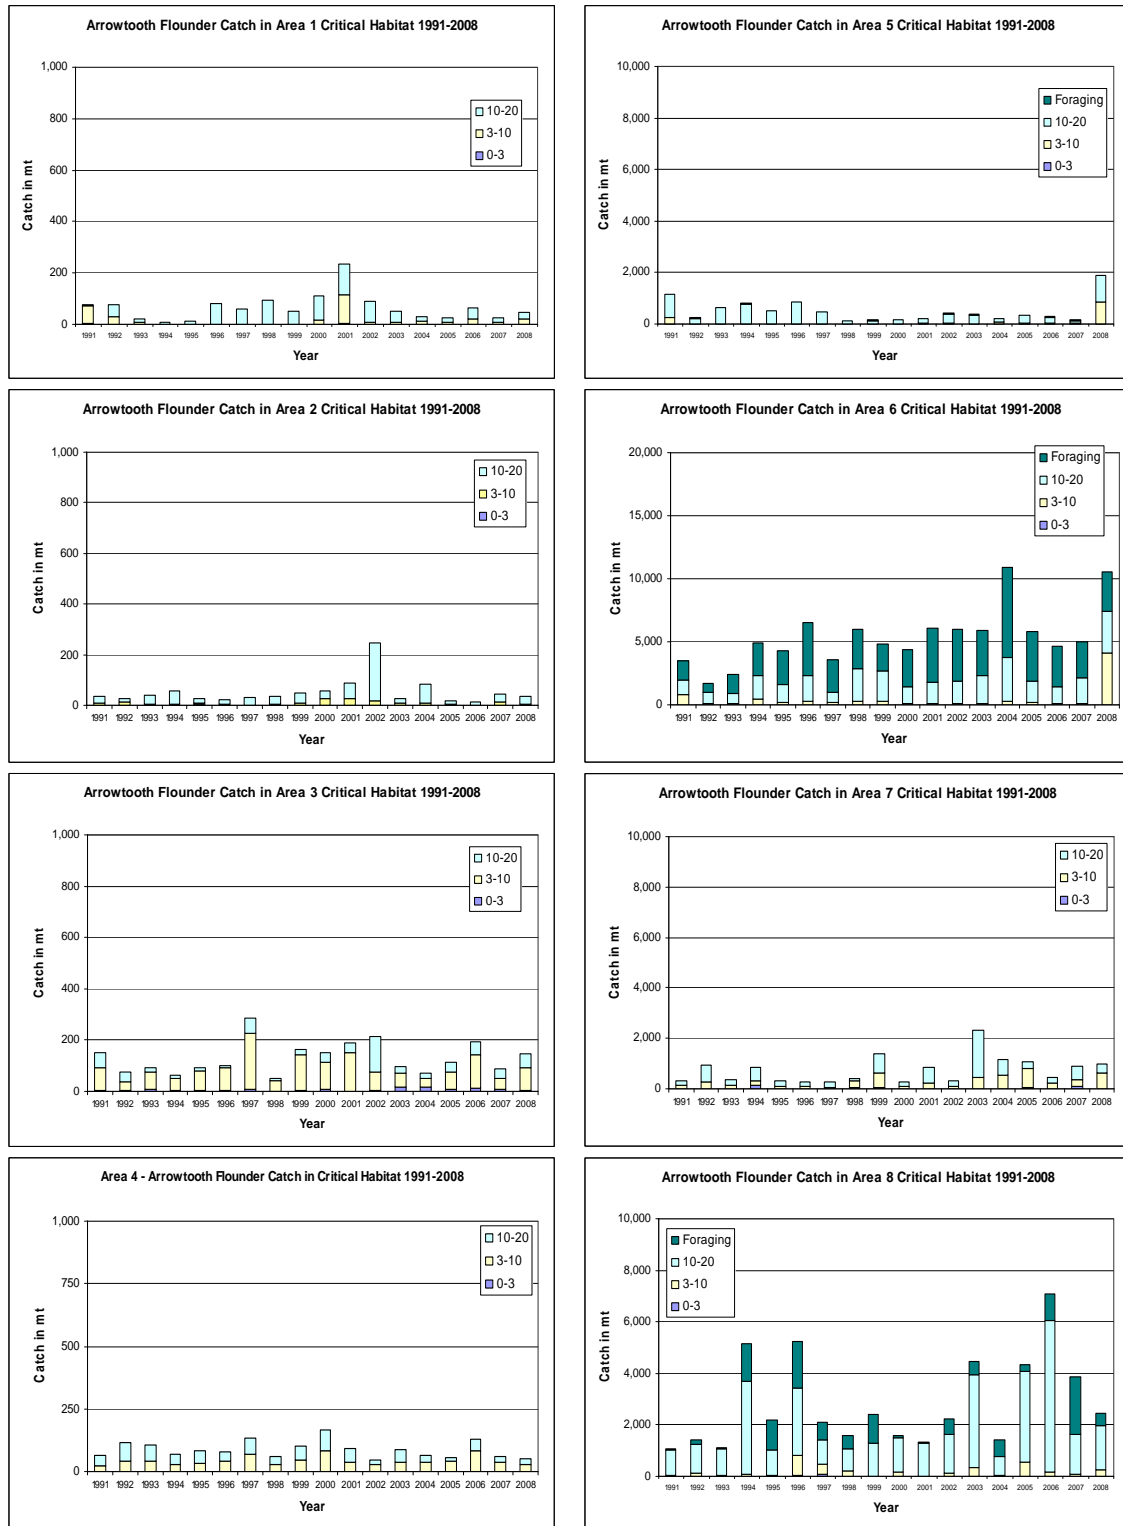 Arrowtooth Flounder Catch in Area 1 Critical Habitat 1991-2008
1,000
800
600
400
200
0
Catch in mt
10-20
3-10
0-3
1991 1992 1993 1994 1995 1996 1997 1998 1999 2000 2001 2002 2003 2004 2005 2006 2007 2008
Year
Arrowtooth Flounder Catch in Area 5 Critical Habitat 1991-2008
10,000
8,000
6,000
4,000
2,000
0
Catch in mt
Foraging
10-20
3-10
0-3
1991 1992 1993 1994 1995 1996 1997 1998 1999 2000 2001 2002 2003 2004 2005 2006 2007 2008
Year
Arrowtooth Flounder Catch in Area 2 Critical Habitat 1991-2008
1,000
800
600
400
200
0
Catch in mt
10-20
3-10
0-3
1991 1992 1993 1994 1995 1996 1997 1998 1999 2000 2001 2002 2003 2004 2005 2006 2007 2008
Year
Arrowtooth Flounder Catch in Area 6 Critical Habitat 1991-2008
20,000
15,000
10,000
5,000
0
Catch in mt
Foraging
10-20
3-10
0-3
1991 1992 1993 1994 1995 1996 1997 1998 1999 2000 2001 2002 2003 2004 2005 2006 2007 2008
Year
Arrowtooth Flounder Catch in Area 3 Critical Habitat 1991-2008
1,000
800
600
400
200
0
Catch in mt
10-20
3-10
0-3
1991 1992 1993 1994 1995 1996 1997 1998 1999 2000 2001 2002 2003 2004 2005 2006 2007 2008
Year
Arrowtooth Flounder Catch in Area 7 Critical Habitat 1991-2008
10,000
8,000
6,000
4,000
2,000
0
Catch in mt
10-20
3-10
0-3
1991 1992 1993 1994 1995 1996 1997 1998 1999 2000 2001 2002 2003 2004 2005 2006 2007 2008
Year
Area 4 - Arrowtooth Flounder Catch in Critical Habitat 1991-2008
1,000
750
500
250
0
Catch in mt
10-20
3-10
0-3
1991 1992 1993 1994 1995 1996 1997 1998 1999 2000 2001 2002 2003 2004 2005 2006 2007 2008
Year
Arrowtooth Flounder Catch in Area 8 Critical Habitat 1991-2008
10,000
8,000
6,000
4,000
2,000
0
Catch in mt
Foraging
10-20
3-10
0-3
1991 1992 1993 1994 1995 1996 1997 1998 1999 2000 2001 2002 2003 2004 2005 2006 2007 2008
Year